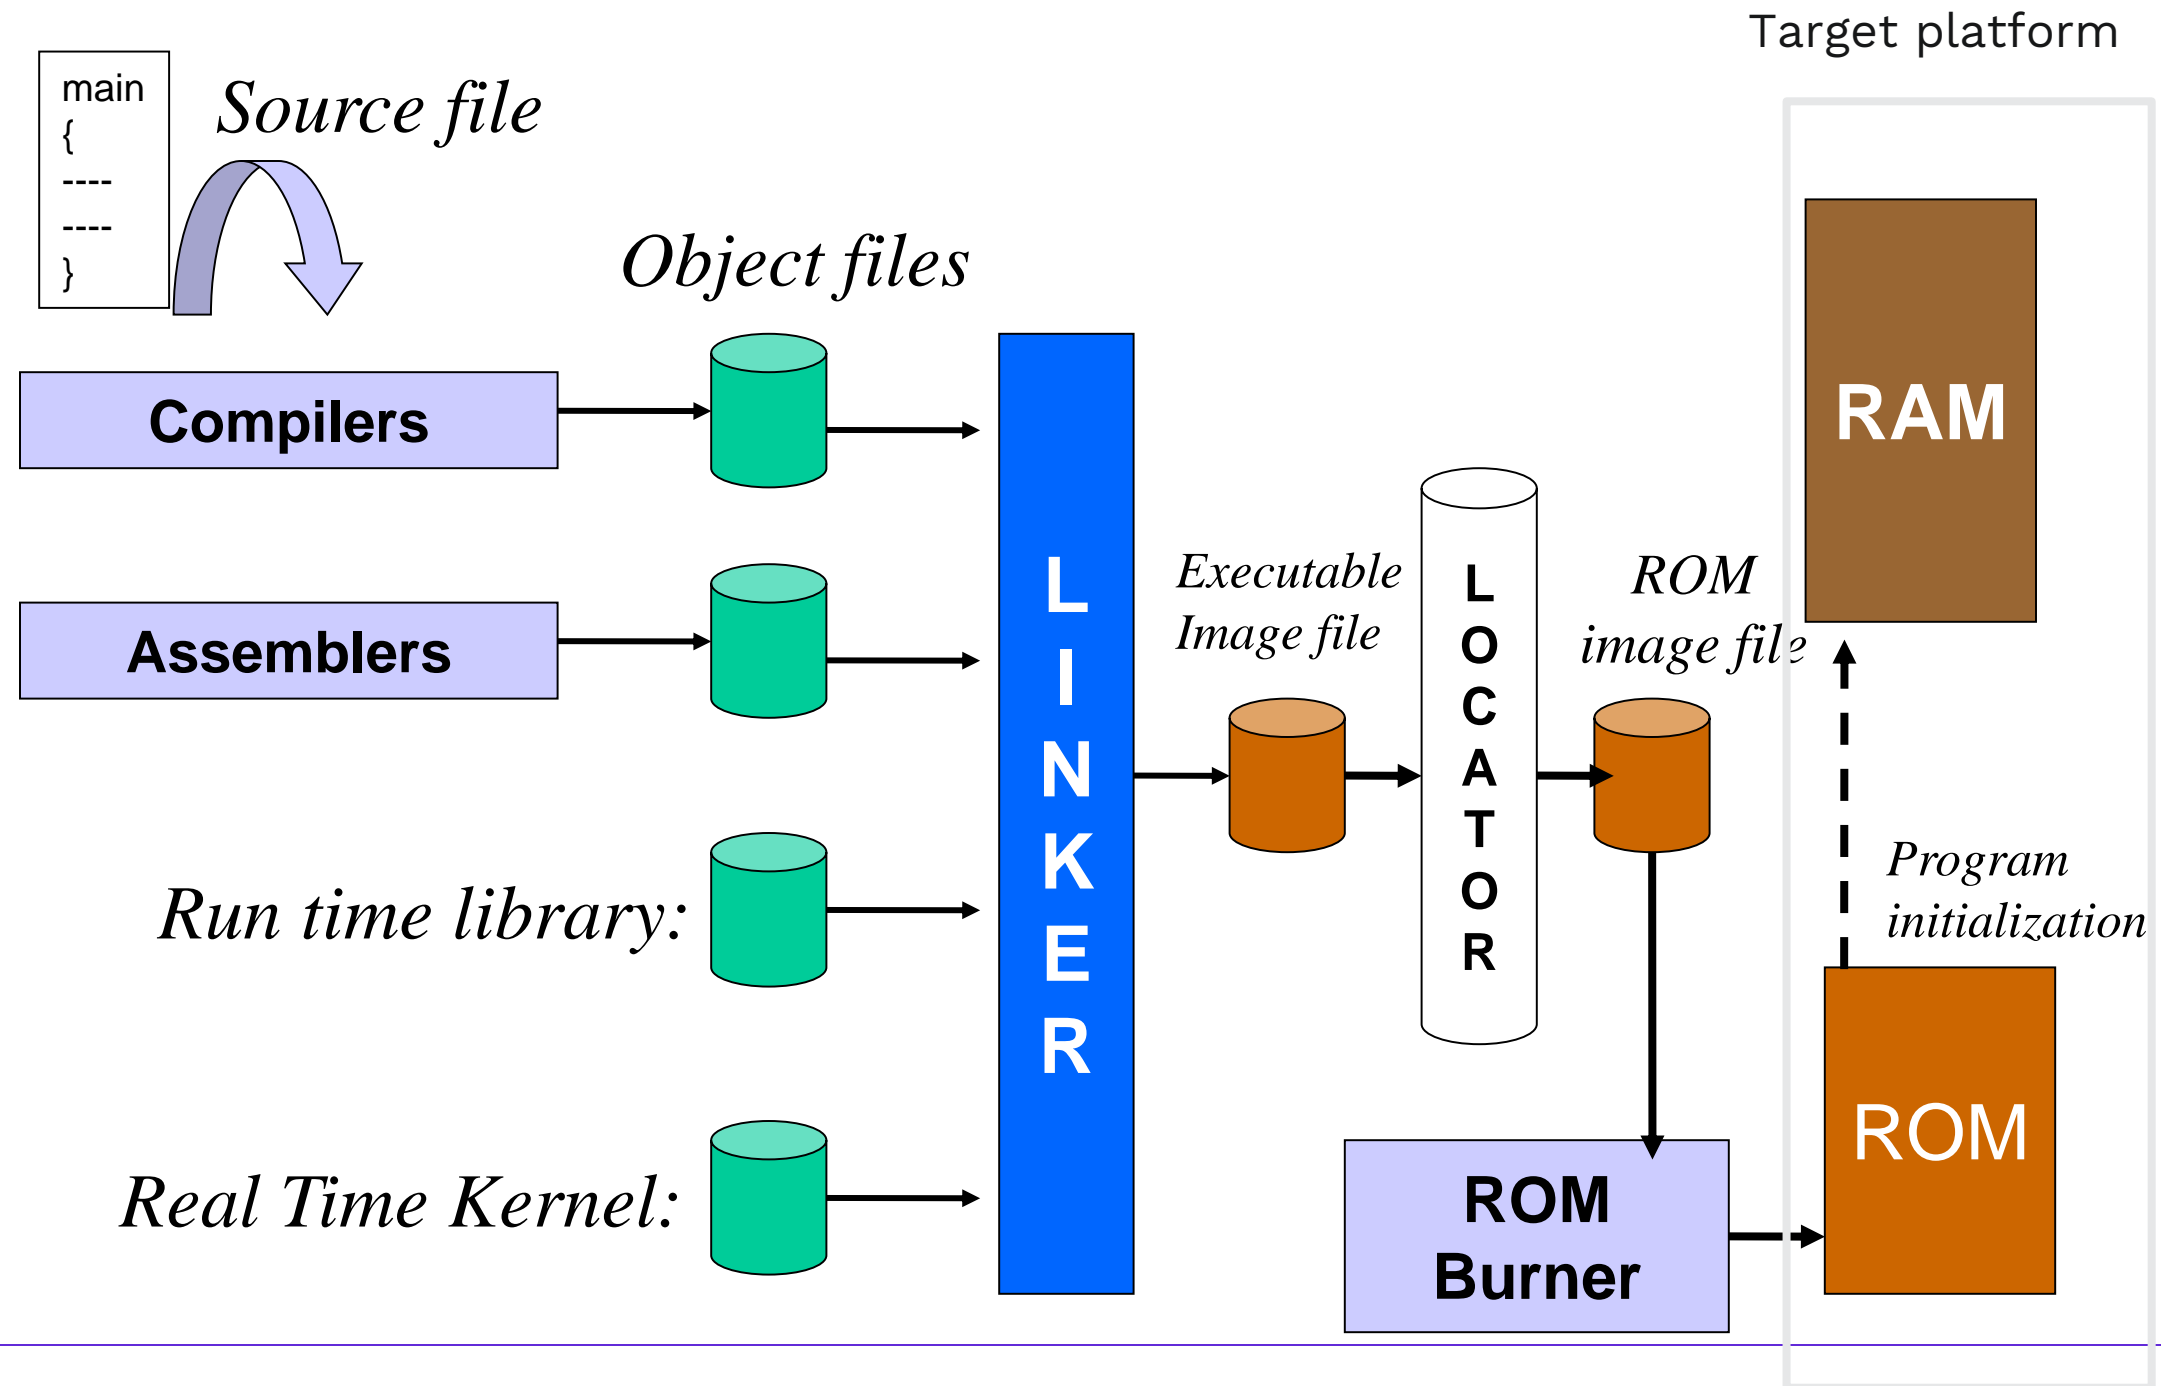 Target platform
main
{
----
----
}
Source file
Object files
Compilers
Assemblers
Run time library:
Real Time Kernel:
L
I
N
K
E
R
Executable
Image file
L
O
C
A
T
O
R
ROM
image file
RAM
Program
initialization
ROM
ROM
Burner